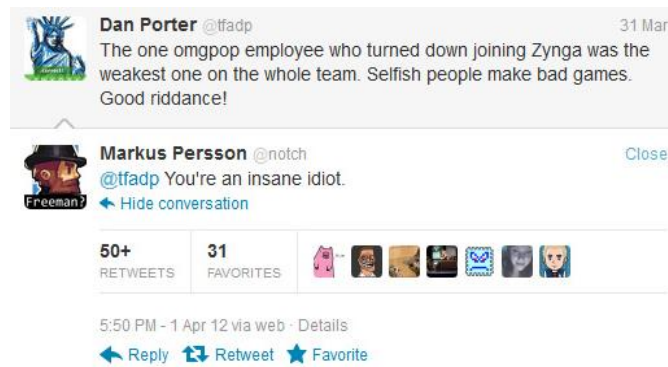 Dan Porter @tfadp 31 Mar
The one omgpop employee who turned down joining Zynga was the
weakest one on the whole team. Selfish people make bad games.
Good riddance!
Markus Persson @notch Close
@tfadp You're an insane idiot.
Hide conversation
Freeman?
50+ 31
RETWEETS FAVORITES
5:50 PM - 1 Apr 12 via web · Details
Reply Retweet Favorite